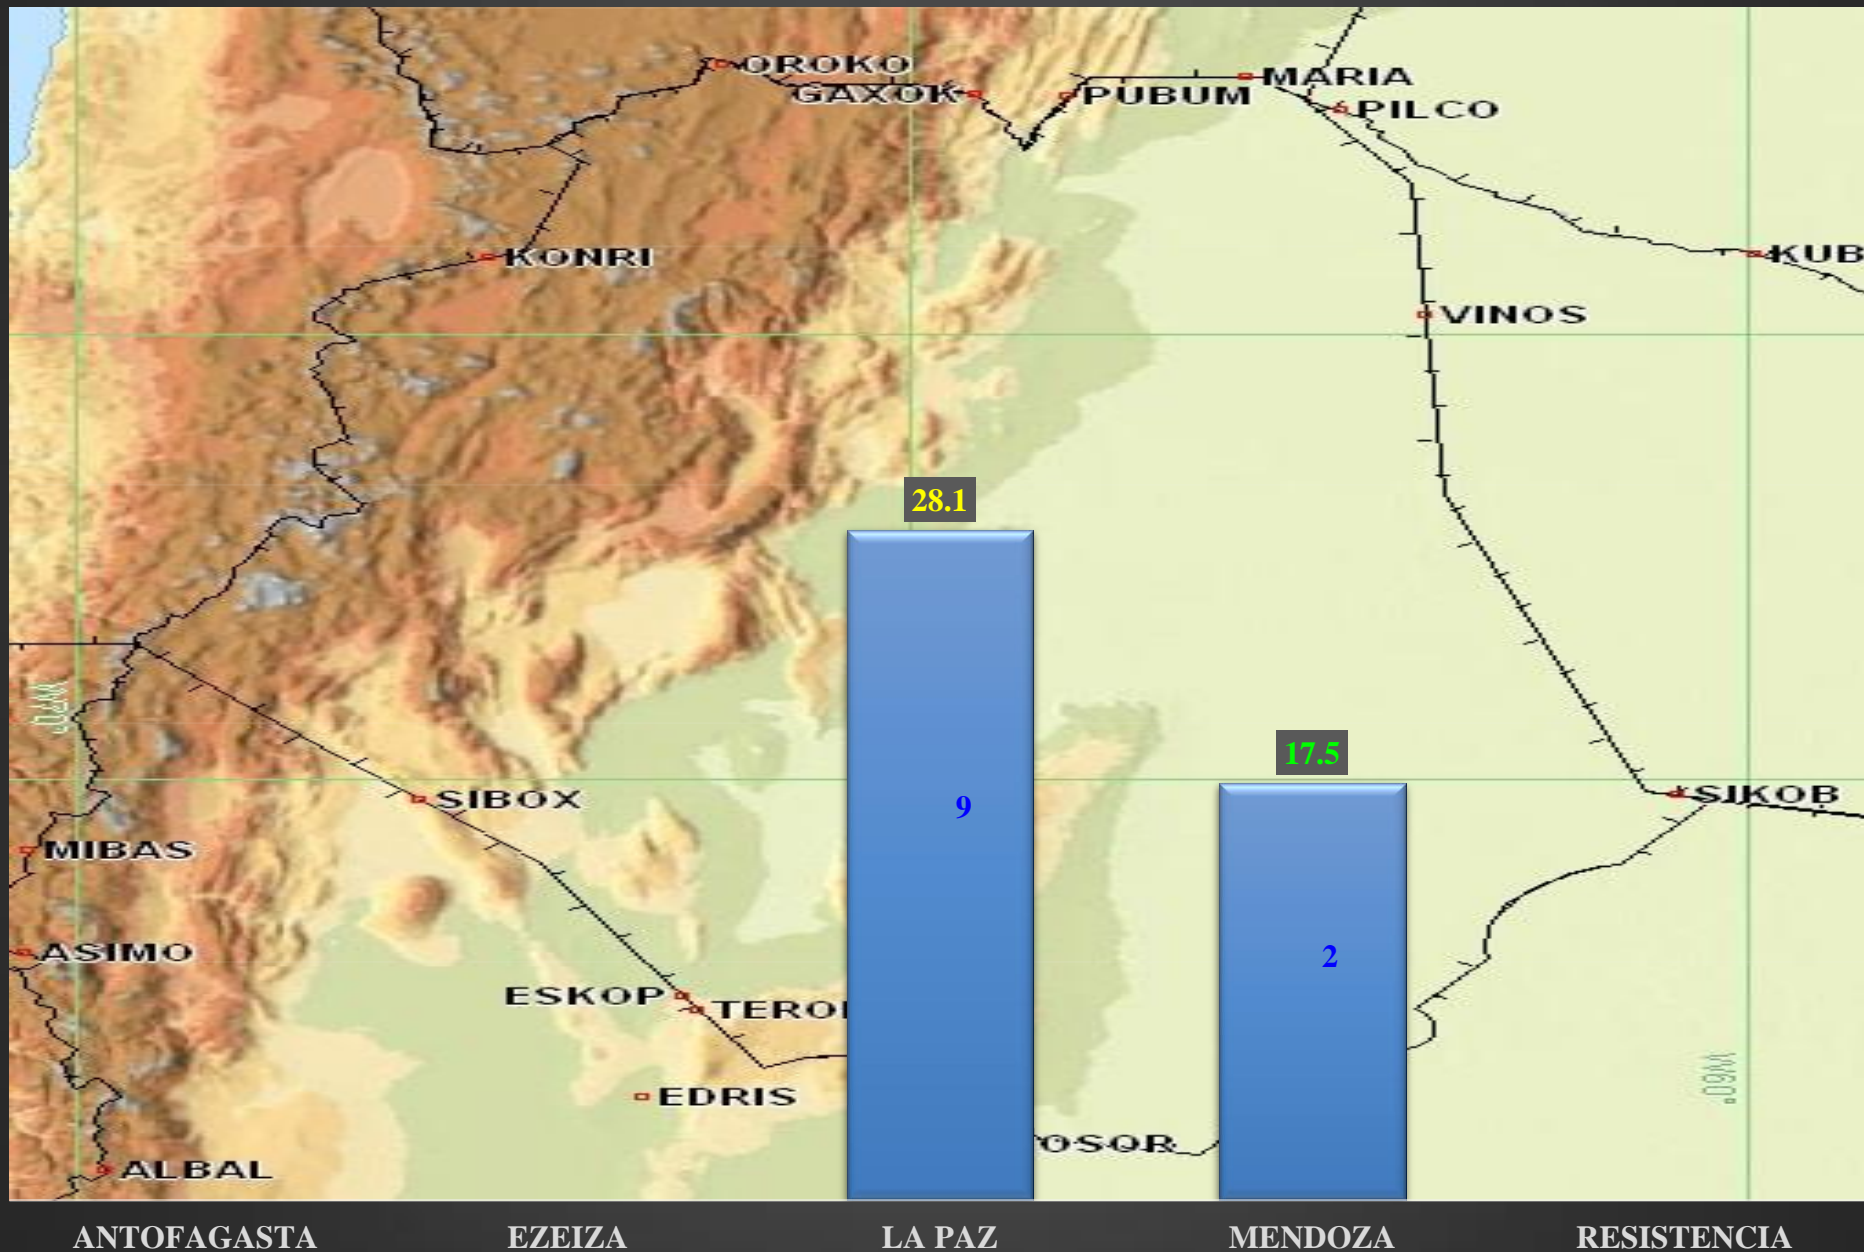 OROKO
GAXOK
PUBUM
MARIA
PILCO
KONRI
KUB
VINOS
28.1
17.5
9
2
SIBOX
SIKOB
MIBAS
ASIMO
ESKOP
TERO
EDRIS
OSOR
ALBAL
W60°
ANTOFAGASTA EZEIZA LA PAZ MENDOZA RESISTENCIA